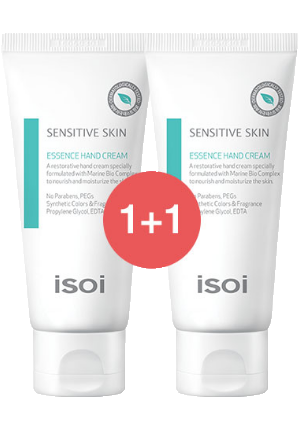 SENSITIVE SKIN
ESSENCE HAND CREAM
A restorative hand cream specially
formulated with Marine Bio Complex
to nourish and moisturize the skin.
No Parabens, PEGs
Synthetic Colors & Fragrance
Propylene Glycol, EDTA
isoi
1+1
SENSITIVE SKIN
ESSENCE HAND CREAM
A restorative hand cream specially
formulated with Marine Bio Complex
to nourish and moisturize the skin.
Parabens, PEGs
Synthetic Colors & Fragrance
Propylene Glycol, EDTA
isoi